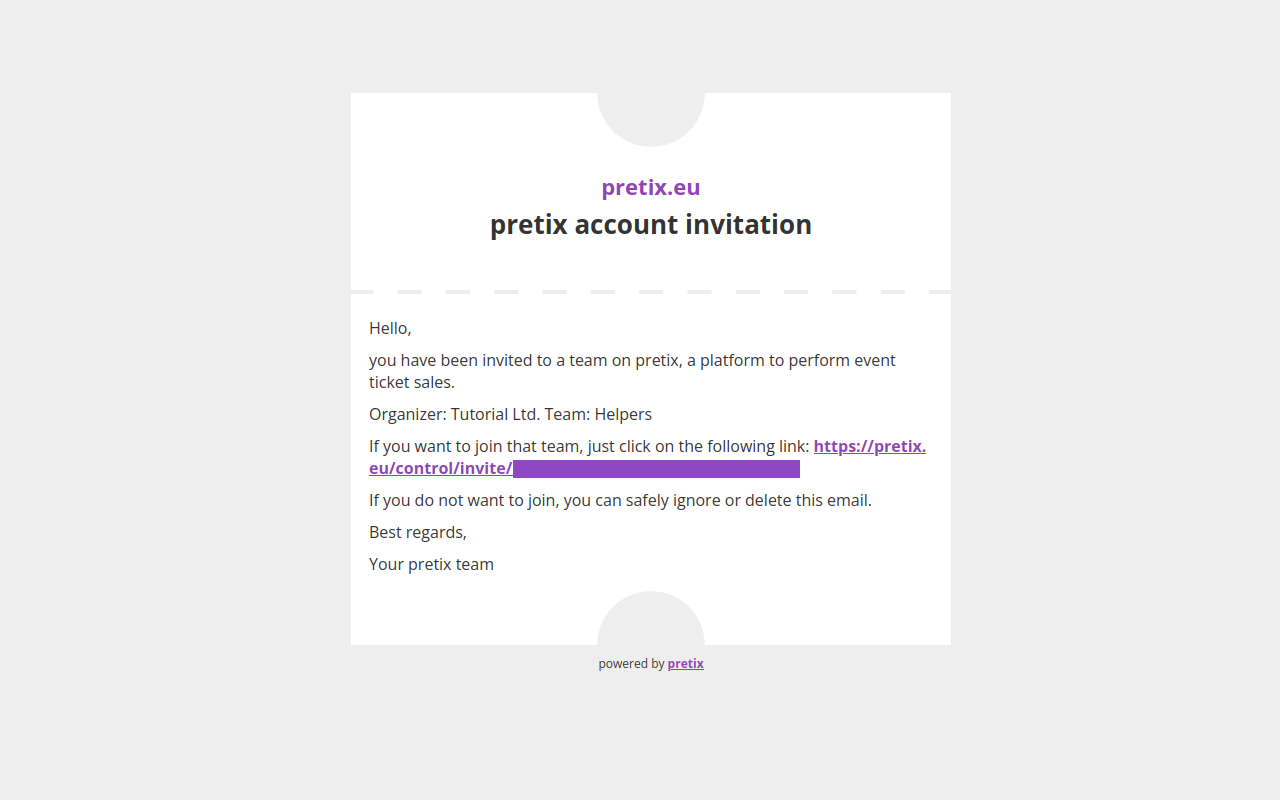 pretix.eu
pretix account invitation
Hello,
you have been invited to a team on pretix, a platform to perform event
ticket sales.
Organizer: Tutorial Ltd. Team: Helpers
If you want to join that team, just click on the following link: https://pretix.
eu/control/invite/
If you do not want to join, you can safely ignore or delete this email.
Best regards,
Your pretix team
powered by pretix